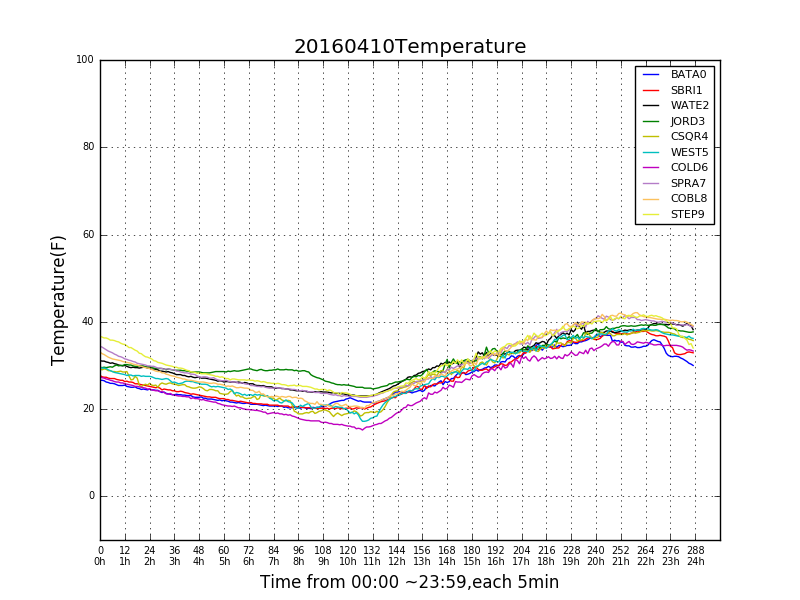 20160410Temperature
100
80
60
40
20
0
Temperature(F)
BATA0
SBRI1
WATE2
JORD3
CSQR4
WEST5
COLD6
SPRA7
COBL8
STEP9
0 12 24 36 48 60 72 84 96 108 120 132 144 156 168 180 192 204 216 228 240 252 264 276 288
0h 1h 2h 3h 4h 5h 6h 7h 8h 9h 10h 11h 12h 13h 14h 15h 16h 17h 18h 19h 20h 21h 22h 23h 24h
Time from 00:00 ~23:59,each 5min